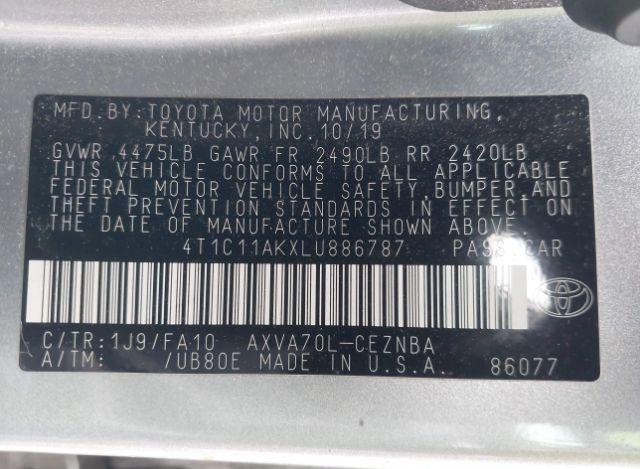 MFD BY: TOYOTA MOTOR MANUFACTURING,
KENTUCKY, INC. 10/19
GVWR 4475LB GAWR FR 2490LB RR 2420LB
THIS VEHICLE CONFORMS TO ALL APPLICABLE
FEDERAL MOTOR VEHICLE SAFETY, BUMPER, AND
THEFT PREVENTION STANDARDS IN EFFECT ON
THE DATE OF MANUFACTURE SHOWN ABOVE.
4T1C11AKXLU886787 PASS. CAR
C/TR: 1J9/FA10 AXVA70L-CEZNBA
A/TM: /UB80E MADE IN U.S.A. 86077